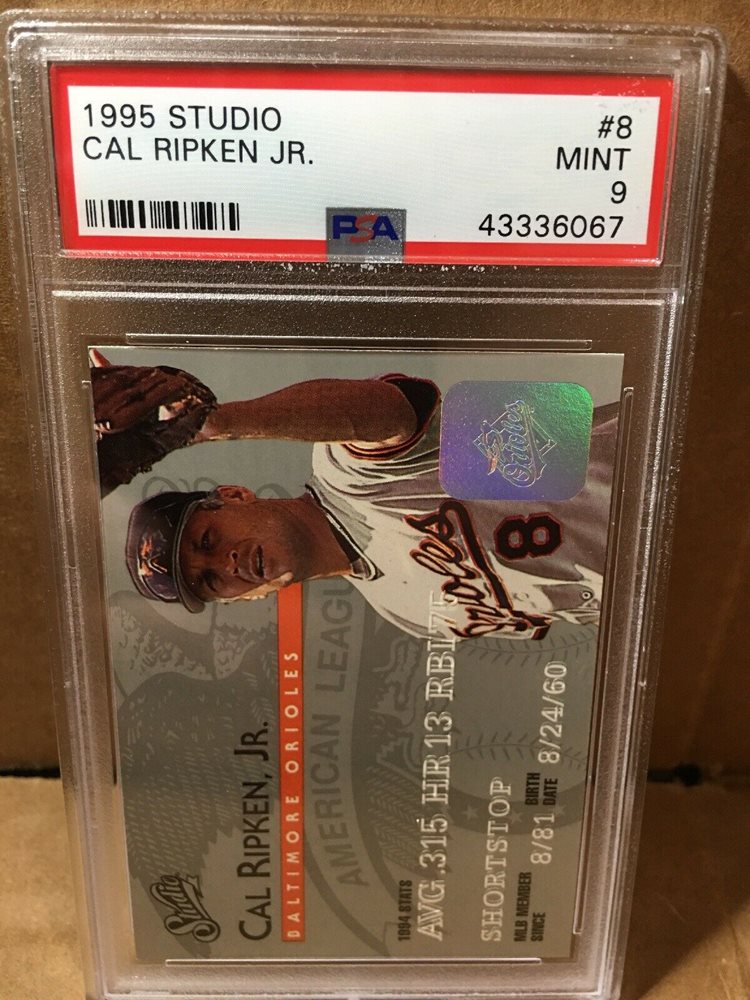 1995 STUDIO #8
CAL RIPKEN JR. MINT
9
PSA 43336067
Orioles
Orioles
8
AMERICAN LEAGU
Studio
CAL RIPKEN, JR.
BALTIMORE ORIOLES
1994 STATS
AVG .315 HR 13 RBI 75
SHORTSTOP
MLB MEMBER SINCE 8/81 BIRTH DATE 8/24/60